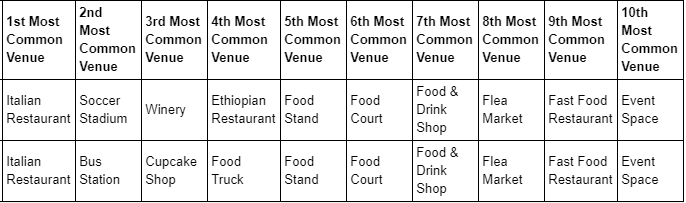 1st Most Common Venue
2nd Most Common Venue
3rd Most Common Venue
4th Most Common Venue
5th Most Common Venue
6th Most Common Venue
7th Most Common Venue
8th Most Common Venue
9th Most Common Venue
10th Most Common Venue
Italian Restaurant
Soccer Stadium
Winery
Ethiopian Restaurant
Food Stand
Food Court
Food & Drink Shop
Flea Market
Fast Food Restaurant
Event Space
Italian Restaurant
Bus Station
Cupcake Shop
Food Truck
Food Stand
Food Court
Food & Drink Shop
Flea Market
Fast Food Restaurant
Event Space